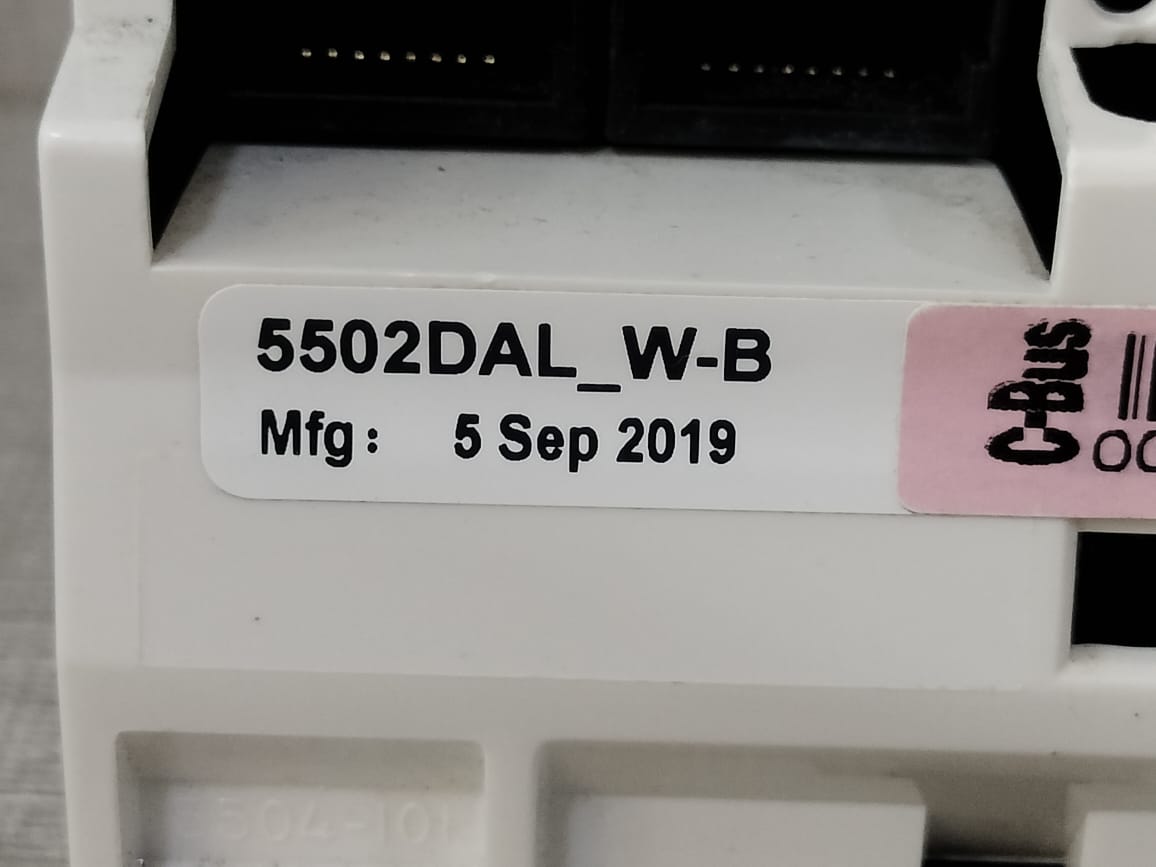 5502DAL_W-B
Mfg: 5 Sep 2019
C-Bus